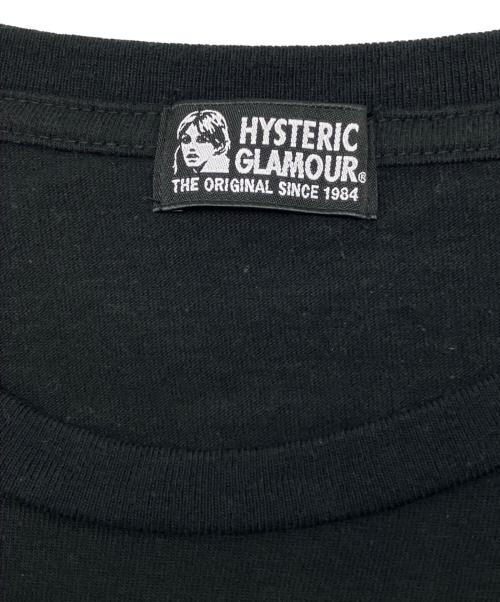 HYSTERIC
GLAMOUR®
THE ORIGINAL SINCE 1984